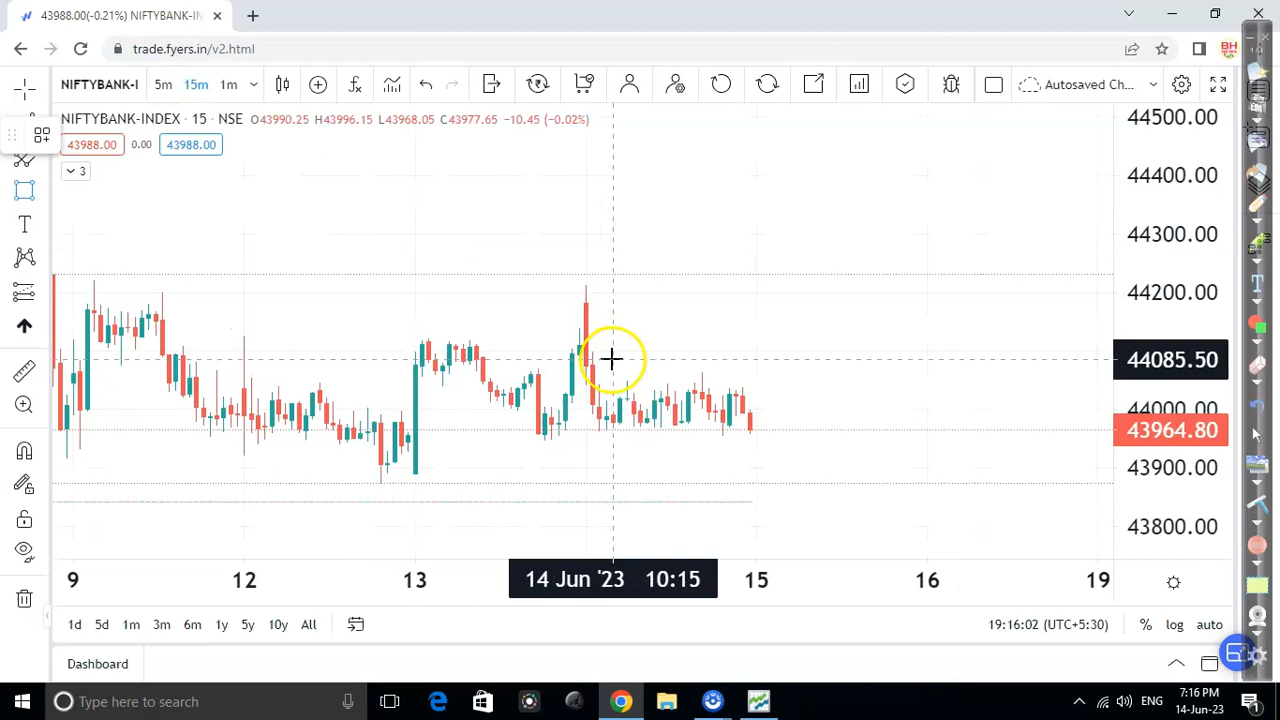 43988.00(-0.21%) NIFTYBANK-IN
trade.fyers.in/v2.html
NIFTYBANK-I 5m 15m 1m Autosaved Ch...
NIFTYBANK-INDEX · 15 · NSE O43990.25 H43996.15 L43968.05 C43977.65 −10.45 (−0.02%)
43988.00 0.00 43988.00
3
T
44500.00
44400.00
44300.00
44200.00
44085.50
44000.00
43964.80
43900.00
43800.00
9 12 13 14 Jun '23 10:15 15 16 19
1d 5d 1m 3m 6m 1y 5y 10y All 19:16:02 (UTC+5:30) % log auto
Dashboard
Type here to search
ENG
7:16 PM
14-Jun-23